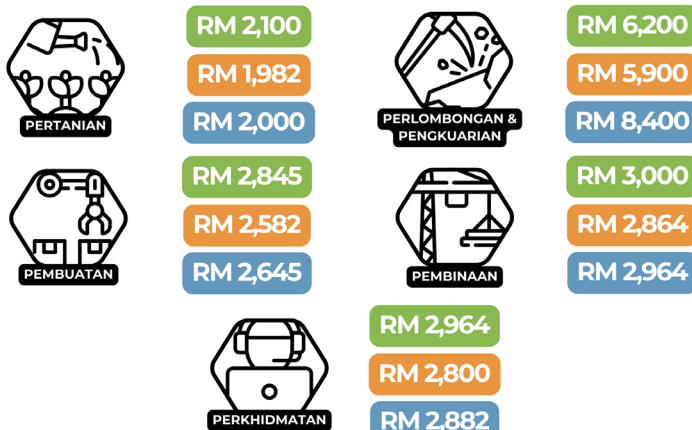 RM 2,100
RM 1,982
PERTANIAN
RM 2,000
RM 6,200
RM 5,900
PERLOMBONGAN &
PENGKUARIAN
RM 8,400
RM 2,845
RM 2,582
PEMBUATAN
RM 2,645
RM 3,000
RM 2,864
PEMBINAAN
RM 2,964
RM 2,964
RM 2,800
PERKHIDMATAN
RM 2,882